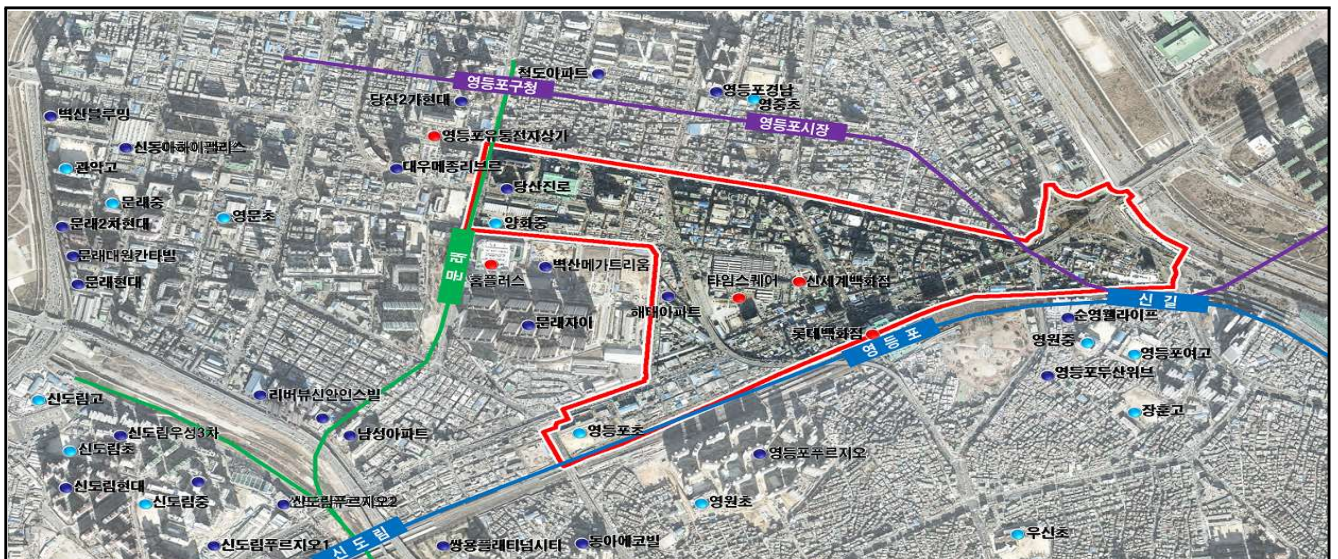 철도아파트
영등포구청
당산2가현대
영등포경남
영중초
벽산블루밍
영등포시장
영등포유통전자상가
신동아하이팰리스
관악고
대우메종리브르
당산진로
문래중
영문초
양화중
문래2차현대
문래대원칸타빌
벽산메가트리움
문래
홈플러스
문래현대
타임스퀘어
신세계백화점
해태아파트
신길
순영웰라이프
문래자이
롯데백화점
영등포
영원중
영등포여고
영등포두산위브
리버뷰신안인스빌
신도림고
장훈고
신도림우성3차
남성아파트
영등포초
신도림초
영등포푸르지오
신도림현대
신도림중
신도림푸르지오2
영원초
신도림
우신초
신도림푸르지오1
쌍용플래티넘시티
동아에코빌